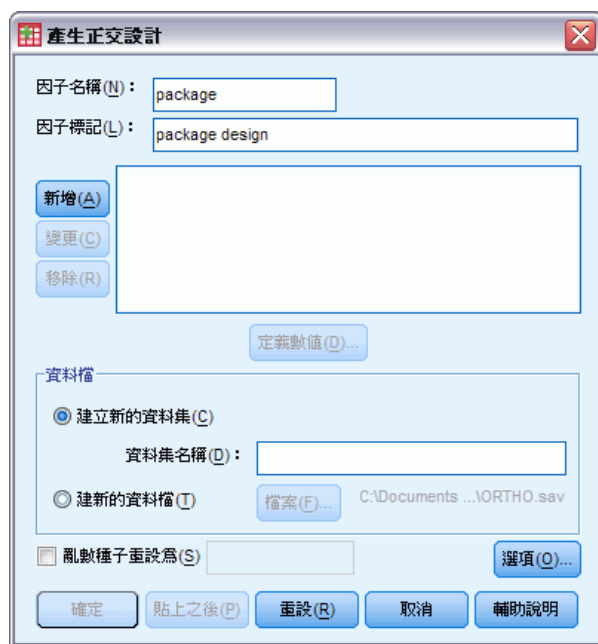 產生正交設計
因子名稱(N)： package
因子標記(L)： package design
新增(A)
變更(C)
移除(R)
定義數值(D)...
資料檔
建立新的資料集(C)
資料集名稱(D)：
建新的資料檔(T) 檔案(F)... C:\Documents ...\ORTHO.sav
亂數種子重設為(S) 選項(O)...
確定 貼上之後(P) 重設(R) 取消 輔助說明